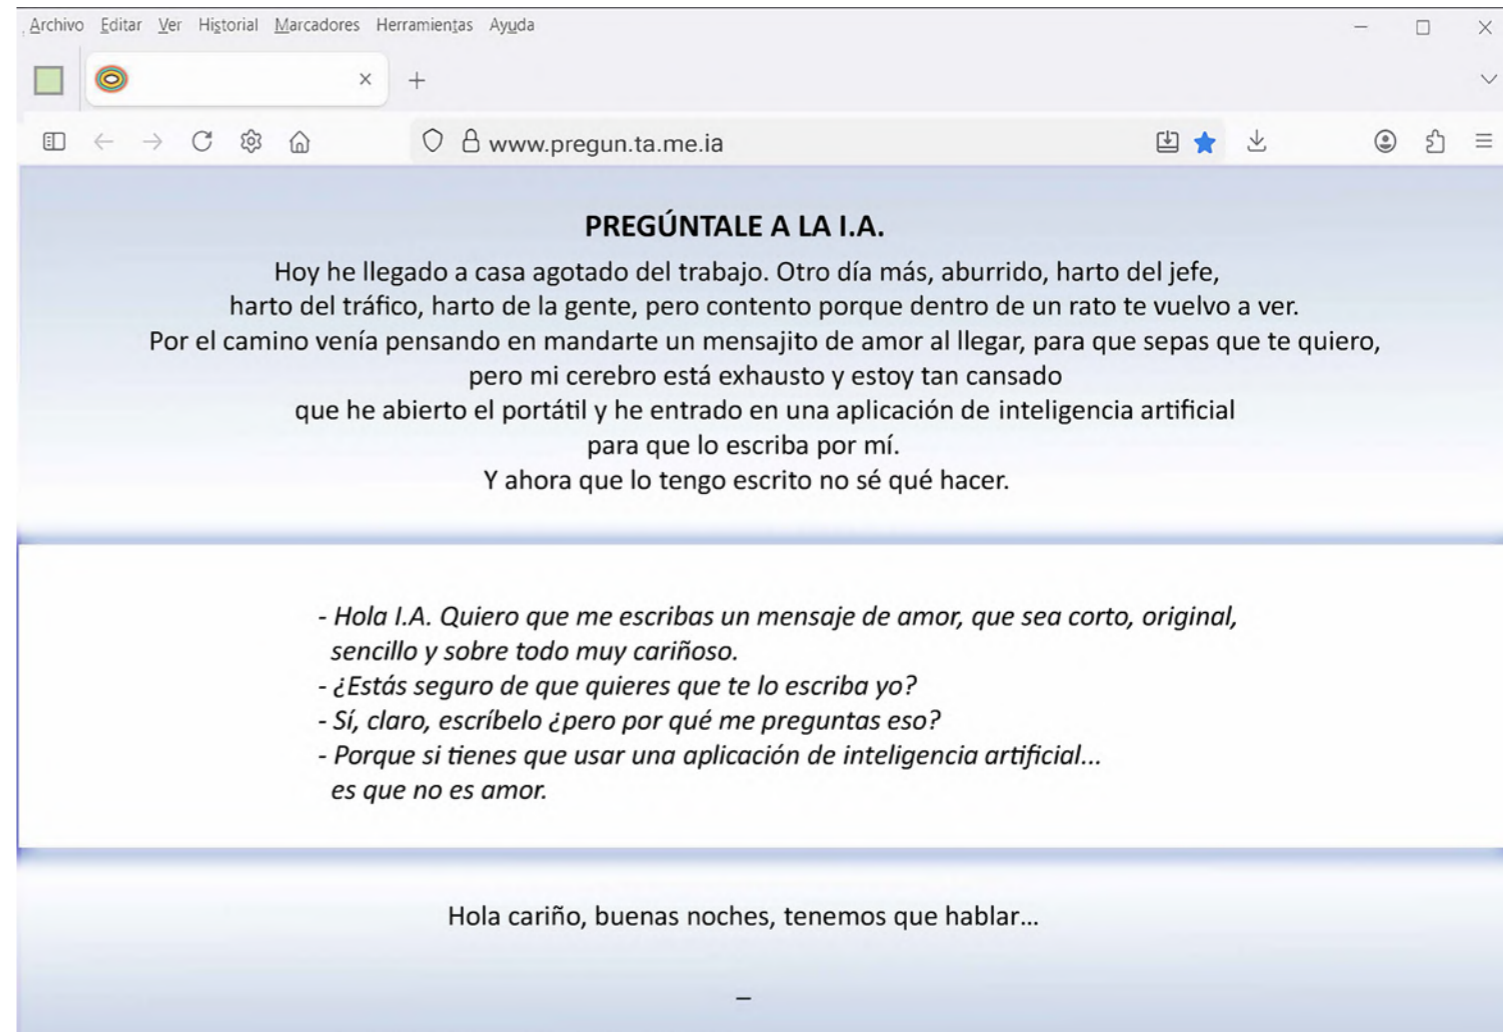 Archivo Editar Ver Historial Marcadores Herramientas Ayuda
www.pregun.ta.me.ia
PREGÚNTALE A LA I.A.
Hoy he llegado a casa agotado del trabajo. Otro día más, aburrido, harto del jefe,
harto del tráfico, harto de la gente, pero contento porque dentro de un rato te vuelvo a ver.
Por el camino venía pensando en mandarte un mensajito de amor al llegar, para que sepas que te quiero,
pero mi cerebro está exhausto y estoy tan cansado
que he abierto el portátil y he entrado en una aplicación de inteligencia artificial
para que lo escriba por mí.
Y ahora que lo tengo escrito no sé qué hacer.
- Hola I.A. Quiero que me escribas un mensaje de amor, que sea corto, original,
sencillo y sobre todo muy cariñoso.
- ¿Estás seguro de que quieres que te lo escriba yo?
- Sí, claro, escríbelo ¿pero por qué me preguntas eso?
- Porque si tienes que usar una aplicación de inteligencia artificial...
es que no es amor.
Hola cariño, buenas noches, tenemos que hablar...
–